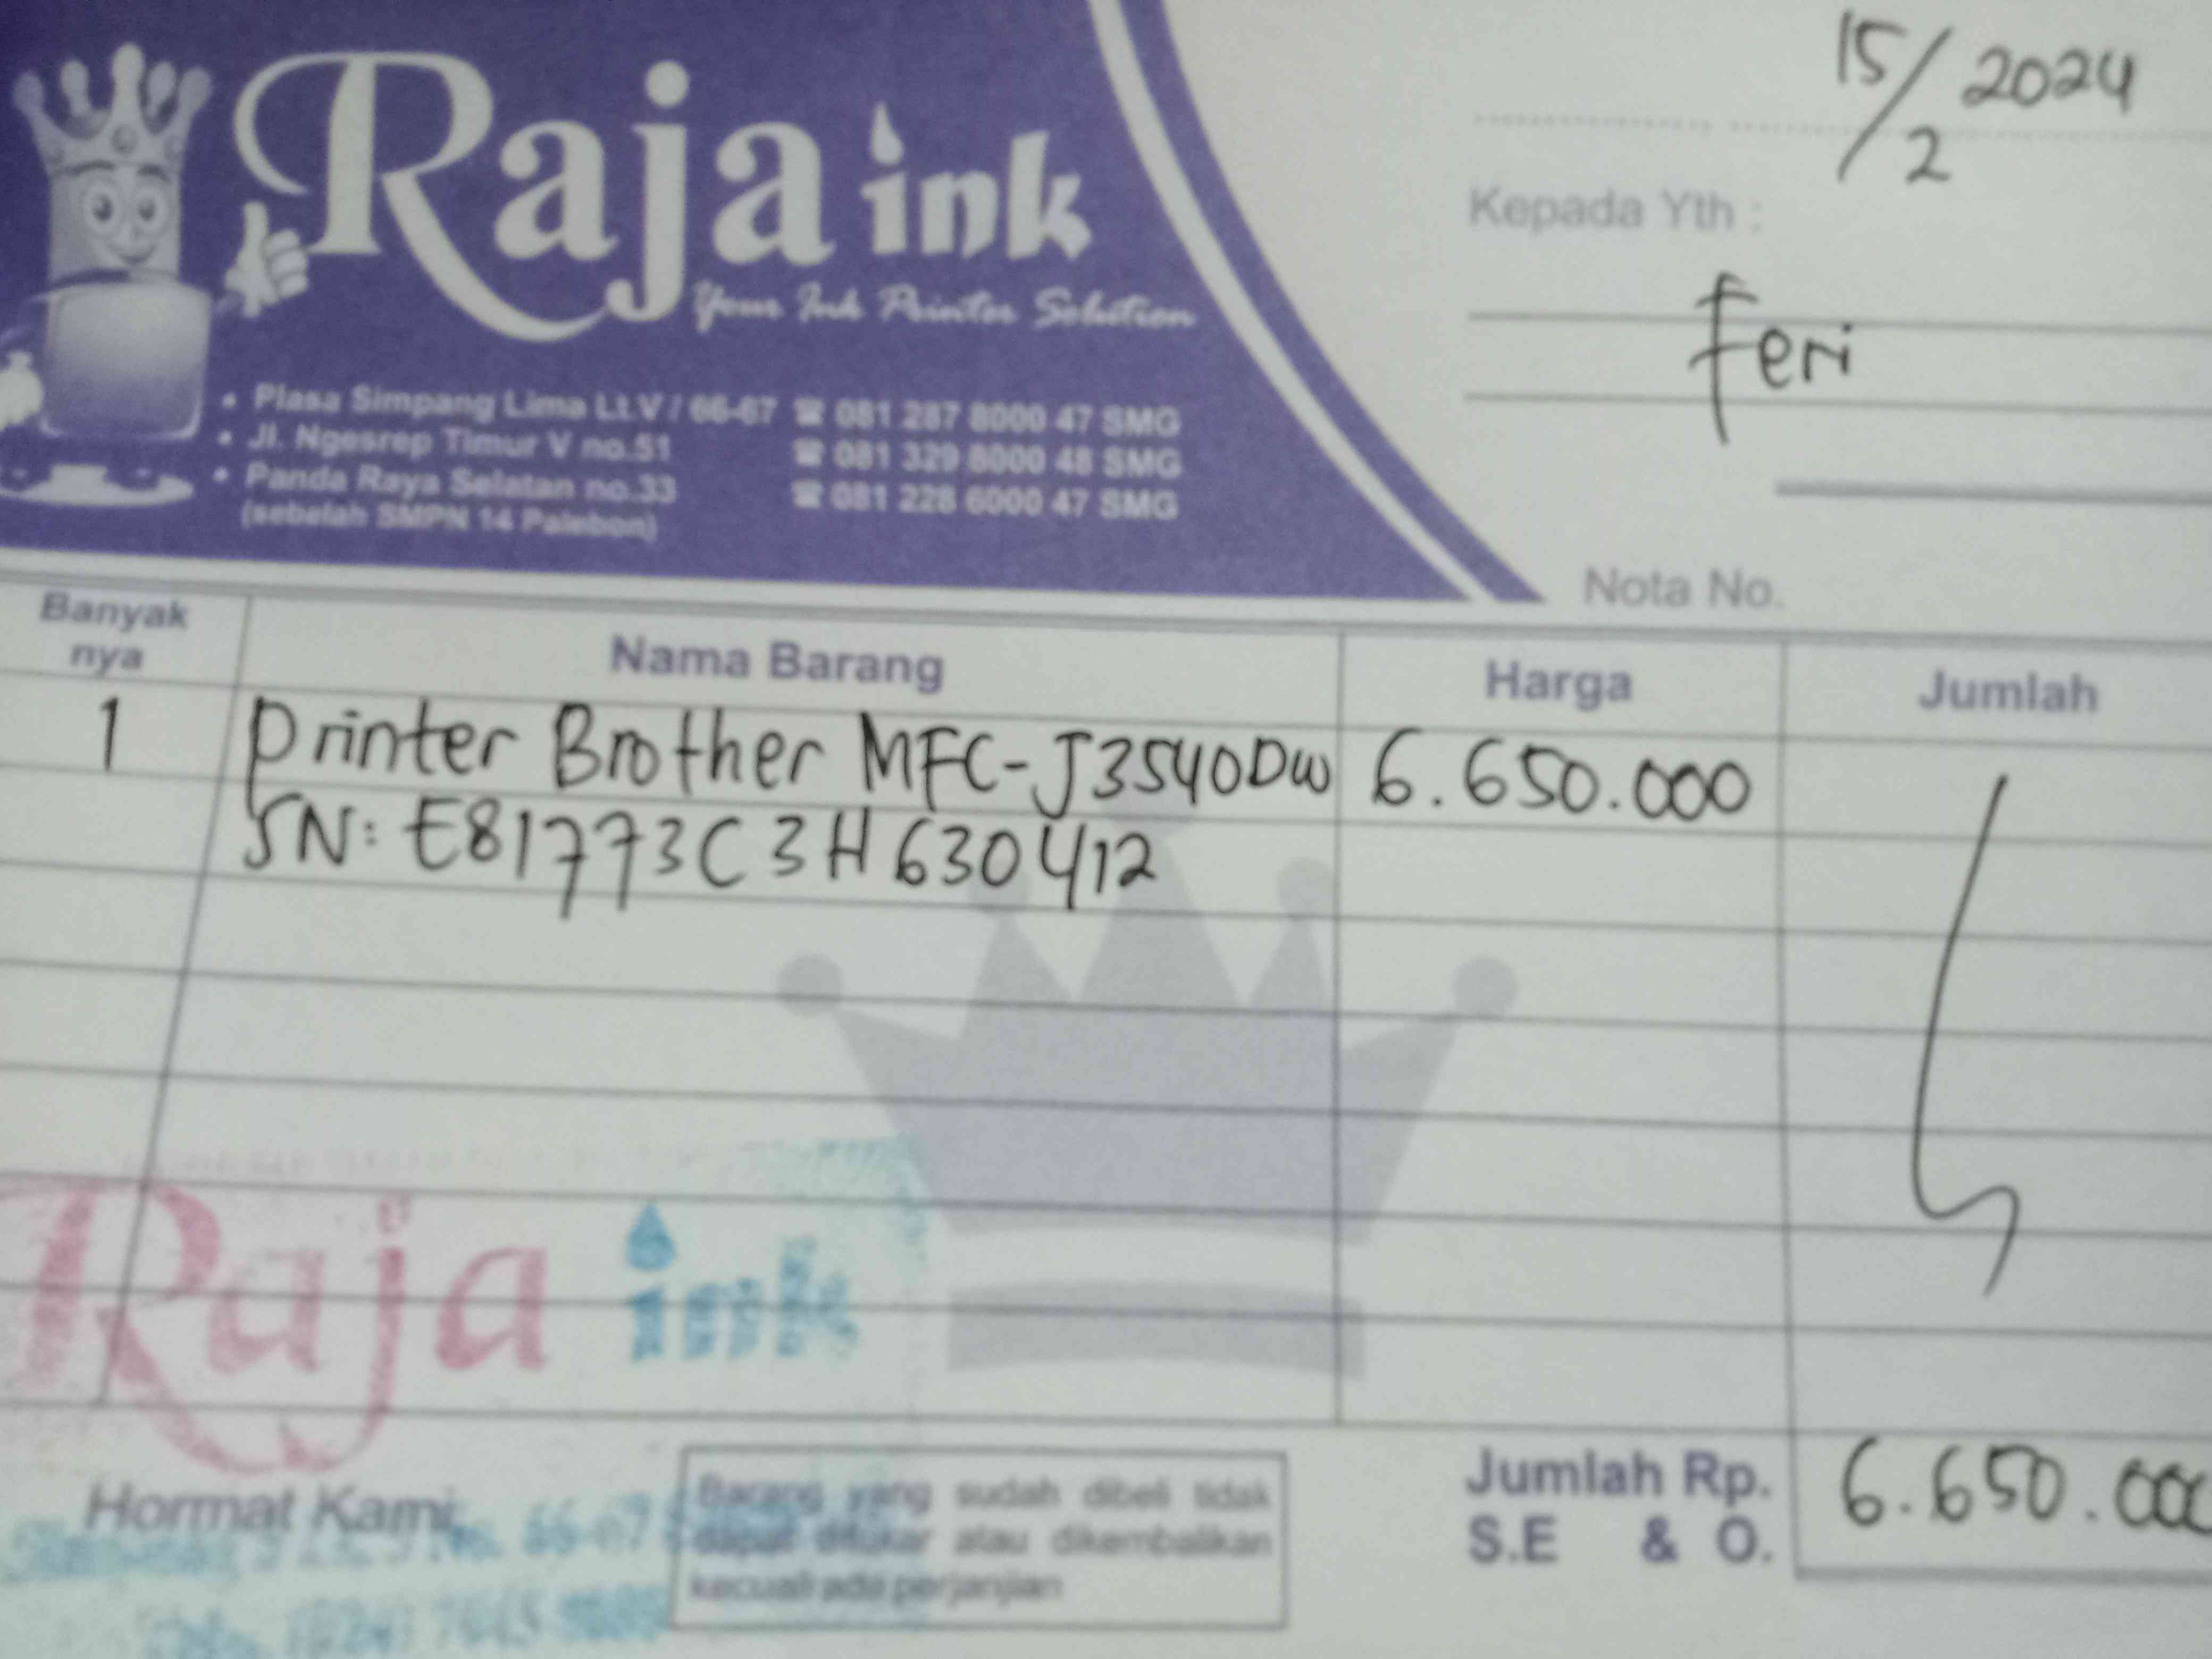 Raja ink
Your Ink Printer Solution
15/2 2024
Kepada Yth :
Feri
• Plasa Simpang Lima Lt.V / 66-67 ☎ 081 287 8000 47 SMG
• Jl. Ngesrep Timur V no.51 ☎ 081 329 8000 48 SMG
• Panda Raya Selatan no.33 ☎ 081 228 6000 47 SMG
(sebelah SMPN 14 Palebon)
Nota No.
Banyak nya Nama Barang Harga Jumlah
1 Printer Brother MFC-J3540DW 6.650.000
SN: E81773C3H630412
Raja ink
Hormat Kami,
66-67
Barang yang sudah dibeli tidak
dapat ditukar atau dikembalikan
kecuali ada perjanjian
Jumlah Rp. 6.650.000
S.E & O.